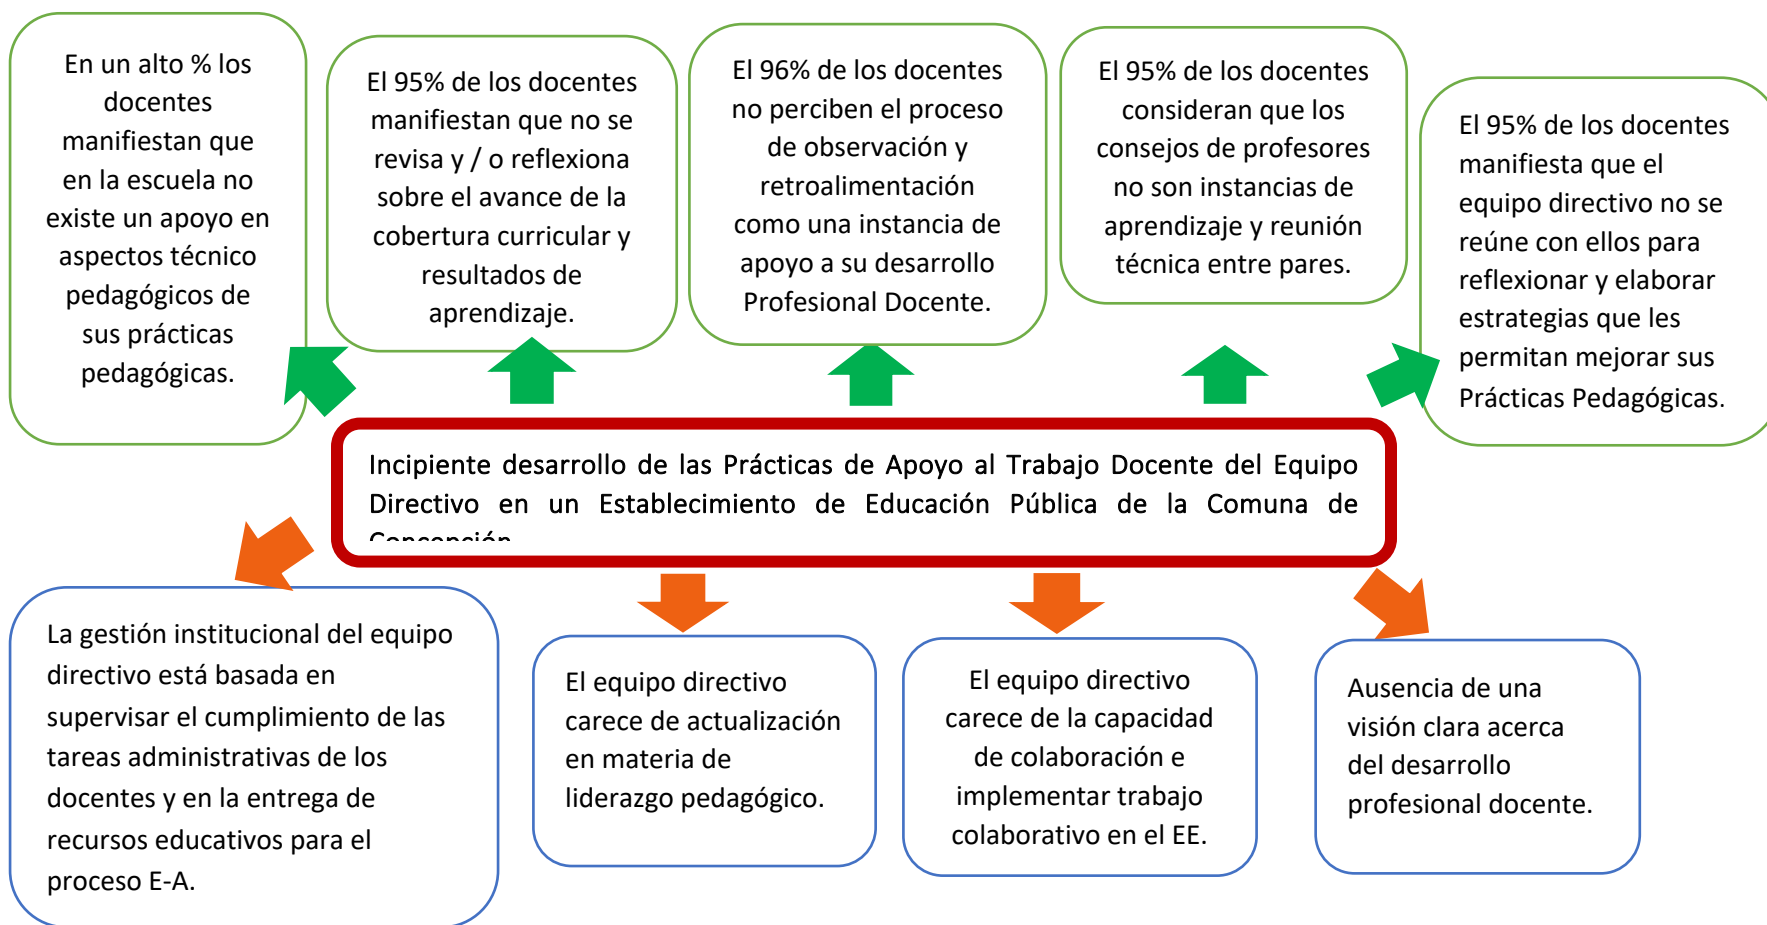 En un alto % los
docentes
manifiestan que
en la escuela no
existe un apoyo en
aspectos técnico
pedagógicos de
sus prácticas
pedagógicas.
El 95% de los docentes
manifiestan que no se
revisa y / o reflexiona
sobre el avance de la
cobertura curricular y
resultados de
aprendizaje.
El 96% de los docentes
no perciben el proceso
de observación y
retroalimentación
como una instancia de
apoyo a su desarrollo
Profesional Docente.
El 95% de los docentes
consideran que los
consejos de profesores
no son instancias de
aprendizaje y reunión
técnica entre pares.
El 95% de los docentes
manifiesta que el
equipo directivo no se
reúne con ellos para
reflexionar y elaborar
estrategias que les
permitan mejorar sus
Prácticas Pedagógicas.
Incipiente desarrollo de las Prácticas de Apoyo al Trabajo Docente del Equipo
Directivo en un Establecimiento de Educación Pública de la Comuna de
Concepción
La gestión institucional del equipo
directivo está basada en
supervisar el cumplimiento de las
tareas administrativas de los
docentes y en la entrega de
recursos educativos para el
proceso E-A.
El equipo directivo
carece de actualización
en materia de
liderazgo pedagógico.
El equipo directivo
carece de la capacidad
de colaboración e
implementar trabajo
colaborativo en el EE.
Ausencia de una
visión clara acerca
del desarrollo
profesional docente.